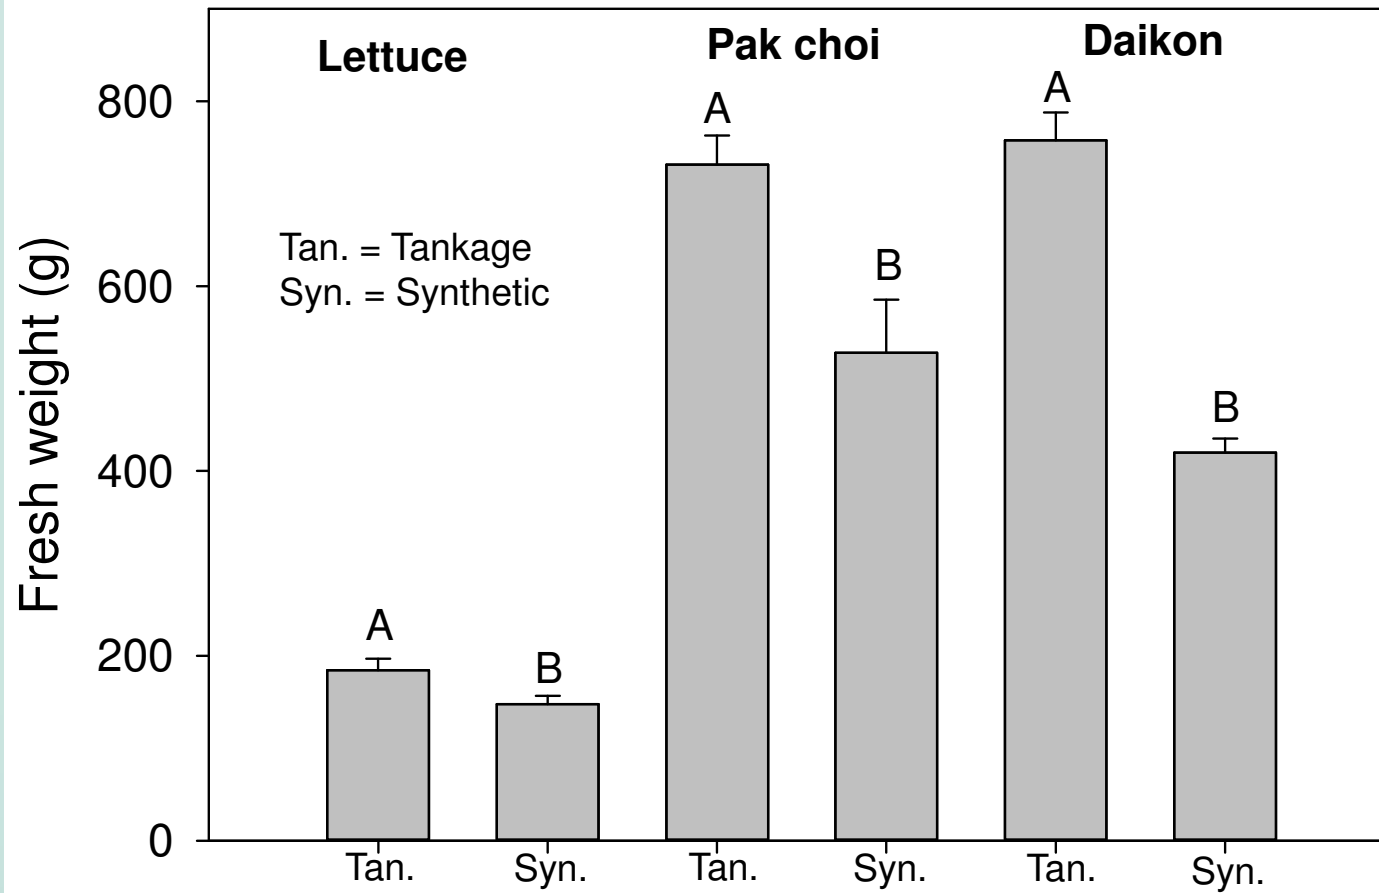 Lettuce
Pak choi
Daikon
A
A
B
B
A
B
Tan. = Tankage
Syn. = Synthetic
Fresh weight (g)
800
600
400
200
0
Tan.
Syn.
Tan.
Syn.
Tan.
Syn.